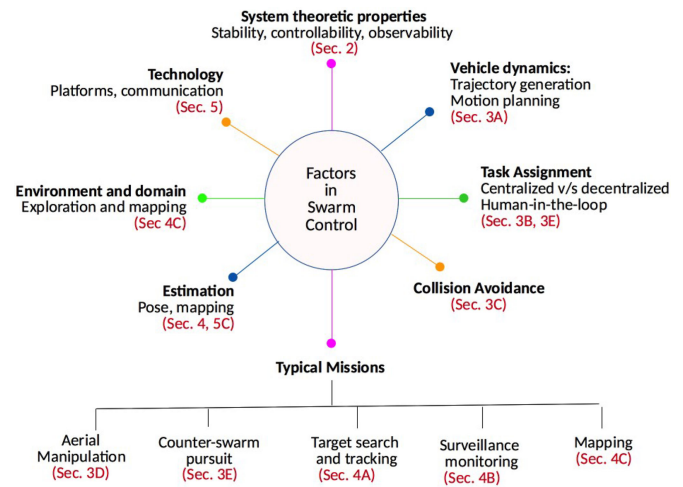 System theoretic properties
Stability, controllability, observability
(Sec. 2)
Technology
Platforms, communication
(Sec. 5)
Vehicle dynamics:
Trajectory generation
Motion planning
(Sec. 3A)
Factors
in
Swarm
Control
Environment and domain
Exploration and mapping
(Sec 4C)
Task Assignment
Centralized v/s decentralized
Human-in-the-loop
(Sec. 3B, 3E)
Estimation
Pose, mapping
(Sec. 4, 5C)
Collision Avoidance
(Sec. 3C)
Typical Missions
Aerial
Manipulation
(Sec. 3D)
Counter-swarm
pursuit
(Sec. 3E)
Target search
and tracking
(Sec. 4A)
Surveillance
monitoring
(Sec. 4B)
Mapping
(Sec. 4C)